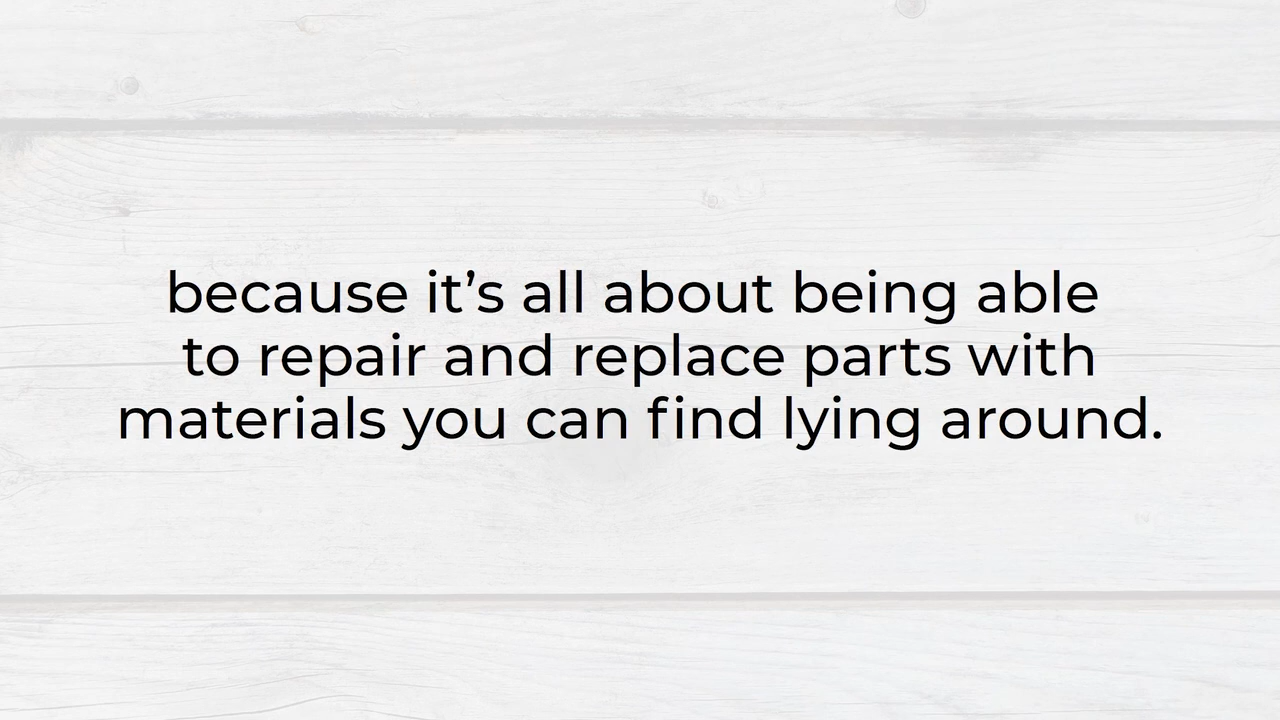 because it’s all about being able
to repair and replace parts with
materials you can find lying around.